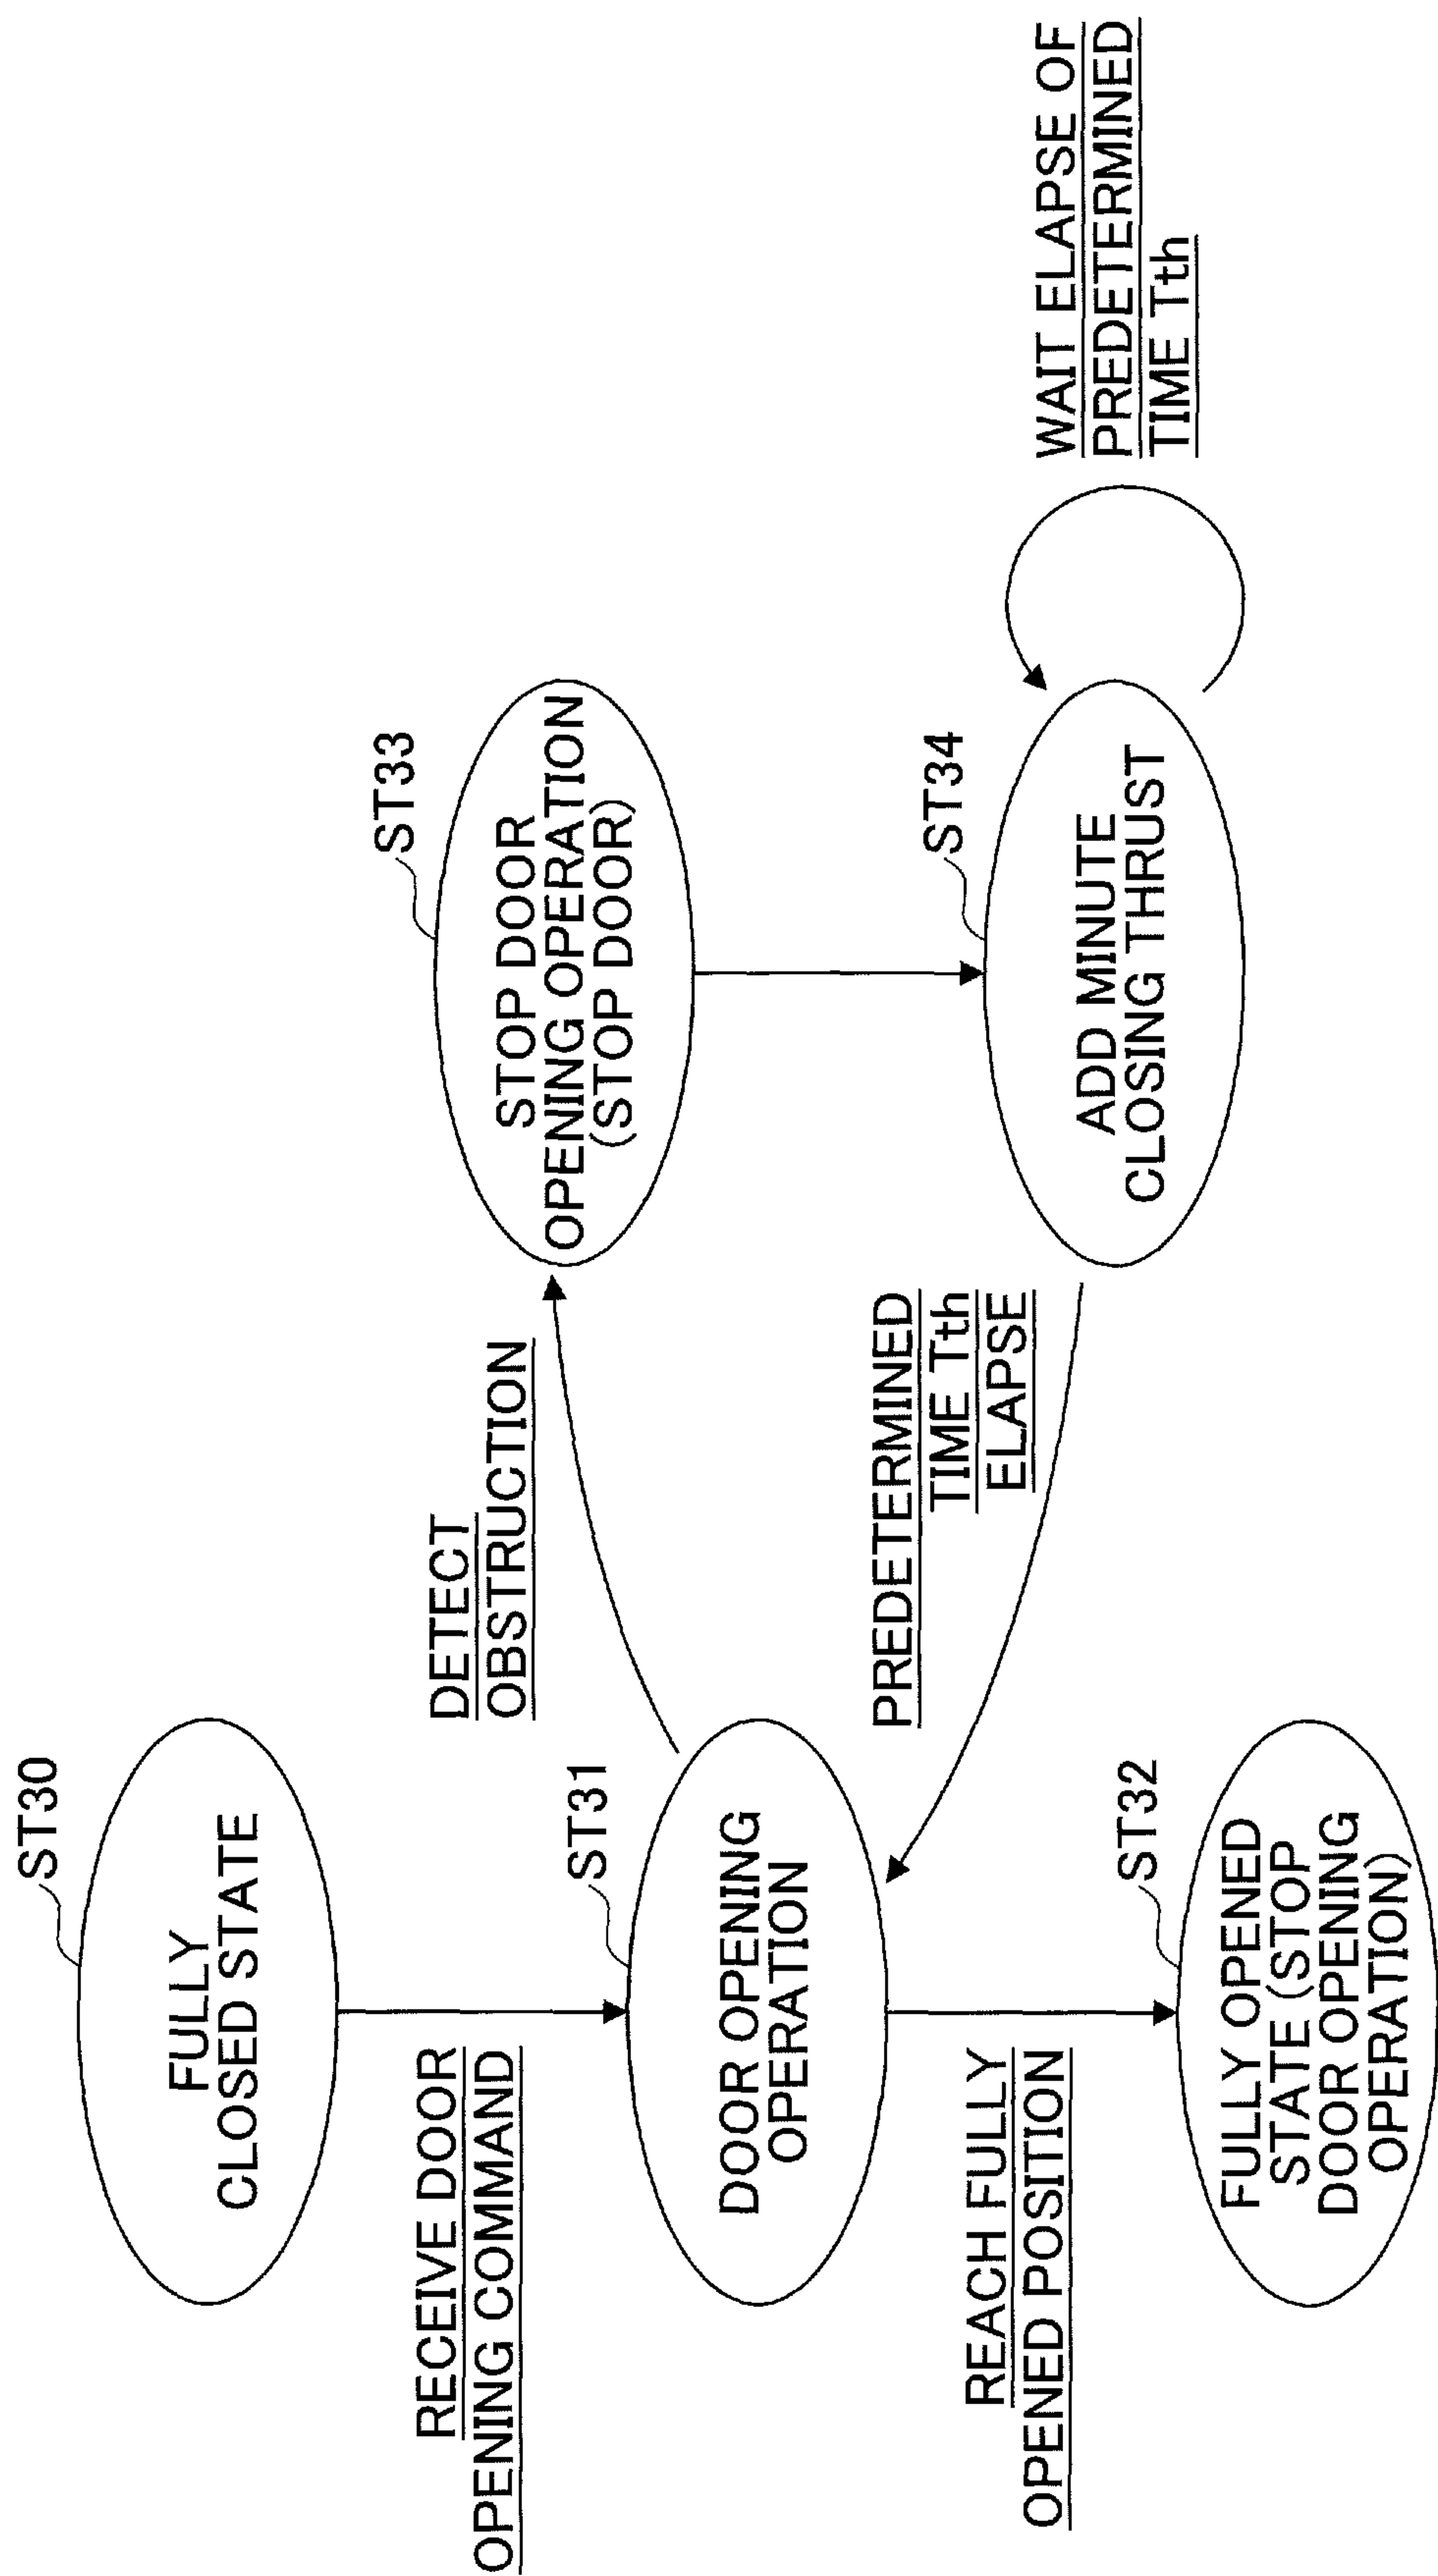 ST30
FULLY
CLOSED STATE
RECEIVE DOOR
OPENING COMMAND
ST31
DOOR OPENING
OPERATION
REACH FULLY
OPENED POSITION
ST32
FULLY OPENED
STATE (STOP
DOOR OPENING
OPERATION)
DETECT
OBSTRUCTION
ST33
STOP DOOR
OPENING OPERATION
(STOP DOOR)
ST34
ADD MINUTE
CLOSING THRUST
PREDETERMINED
TIME Tth
ELAPSE
WAIT ELAPSE OF
PREDETERMINED
TIME Tth